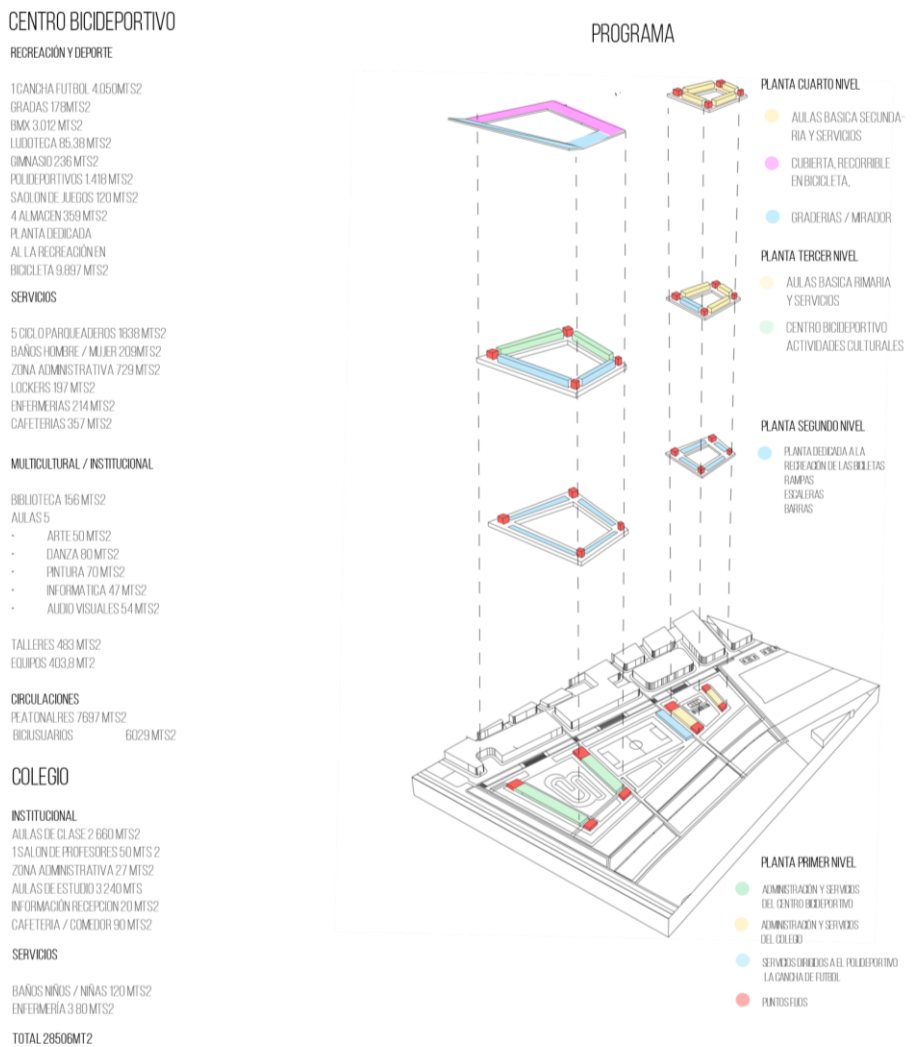 CENTRO BICIDEPORTIVO
RECREACIÓN Y DEPORTE
1 CANCHA FUTBOL 4.050MTS2
GRADAS 178MTS2
BMX 3.012 MTS2
LUDOTECA 85.38 MTS2
GIMNASIO 236 MTS2
POLIDEPORTIVOS 1.418 MTS2
SAOLON DE JUEGOS 120 MTS2
4 ALMACEN 359 MTS2
PLANTA DEDICADA
AL LA RECREACIÓN EN
BICICLETA 9.897 MTS2
SERVICIOS
5 CICLO PARQUEADEROS 1838 MTS2
BAÑOS HOMBRE / MUJER 209MTS2
ZONA ADMINISTRATIVA 729 MTS2
LOCKERS 197 MTS2
ENFERMERIAS 214 MTS2
CAFETERIAS 357 MTS2
MULTICULTURAL / INSTITUCIONAL
BIBLIOTECA 156 MTS2
AULAS 5
· ARTE 50 MTS2
· DANZA 80 MTS2
· PINTURA 70 MTS2
· INFORMATICA 47 MTS2
· AUDIO VISUALES 54 MTS2
TALLERES 483 MTS2
EQUIPOS 403,8 MT2
CIRCULACIONES
PEATONALRES 7697 MTS2
BICIUSUARIOS 6029 MTS2
COLEGIO
INSTITUCIONAL
AULAS DE CLASE 2 660 MTS2
1 SALON DE PROFESORES 50 MTS 2
ZONA ADMINISTRATIVA 27 MTS2
AULAS DE ESTUDIO 3 240 MTS
INFORMACIÓN RECEPCION 20 MTS2
CAFETERIA / COMEDOR 90 MTS2
SERVICIOS
BAÑOS NIÑOS / NIÑAS 120 MTS2
ENFERMERÍA 3 80 MTS2
TOTAL 28506MT2
PROGRAMA
PLANTA CUARTO NIVEL
AULAS BASICA SECUNDA-
RIA Y SERVICIOS
CUBIERTA, RECORRIBLE
EN BICICLETA,
GRADERIAS / MIRADOR
PLANTA TERCER NIVEL
AULAS BASICA RIMARIA
Y SERVICIOS
CENTRO BICIDEPORTIVO
ACTIVIDADES CULTURALES
PLANTA SEGUNDO NIVEL
PLANTA DEDICADA A LA
RECREACIÓN DE LAS BICLETAS
RAMPAS
ESCALERAS
BARRAS
PLANTA PRIMER NIVEL
ADMINISTRACIÓN Y SERVICIOS
DEL CENTRO BICIDEPORTIVO
ADMINISTRACIÓN Y SERVICIOS
DEL COLEGIO
SERVICIOS DIRIGIDOS A EL POLIDEPORTIVO
LA CANCHA DE FUTBOL
PUNTOS FIJOS